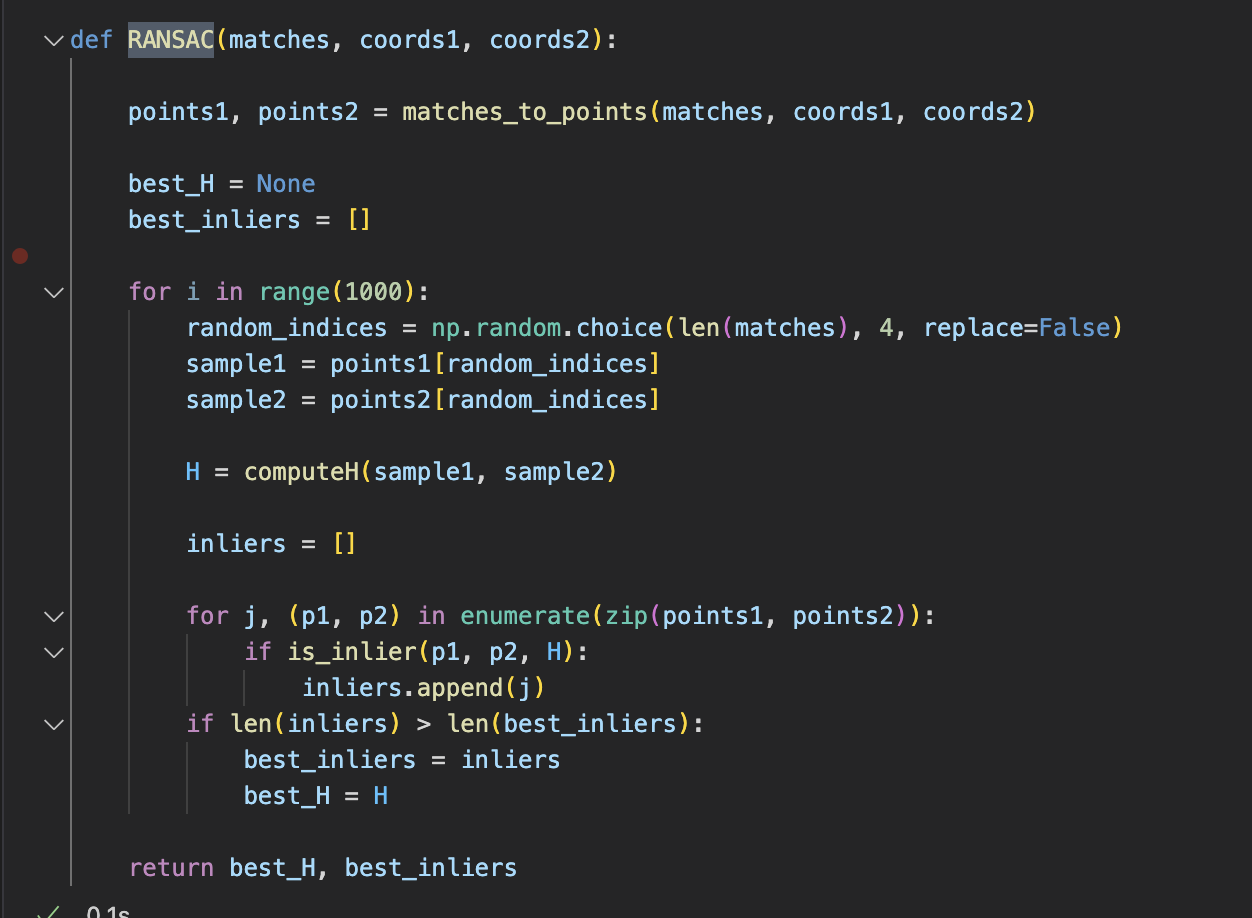 def RANSAC(matches, coords1, coords2):
points1, points2 = matches_to_points(matches, coords1, coords2)
best_H = None
best_inliers = []
for i in range(1000):
random_indices = np.random.choice(len(matches), 4, replace=False)
sample1 = points1[random_indices]
sample2 = points2[random_indices]
H = computeH(sample1, sample2)
inliers = []
for j, (p1, p2) in enumerate(zip(points1, points2)):
if is_inlier(p1, p2, H):
inliers.append(j)
if len(inliers) > len(best_inliers):
best_inliers = inliers
best_H = H
return best_H, best_inliers
0.1s